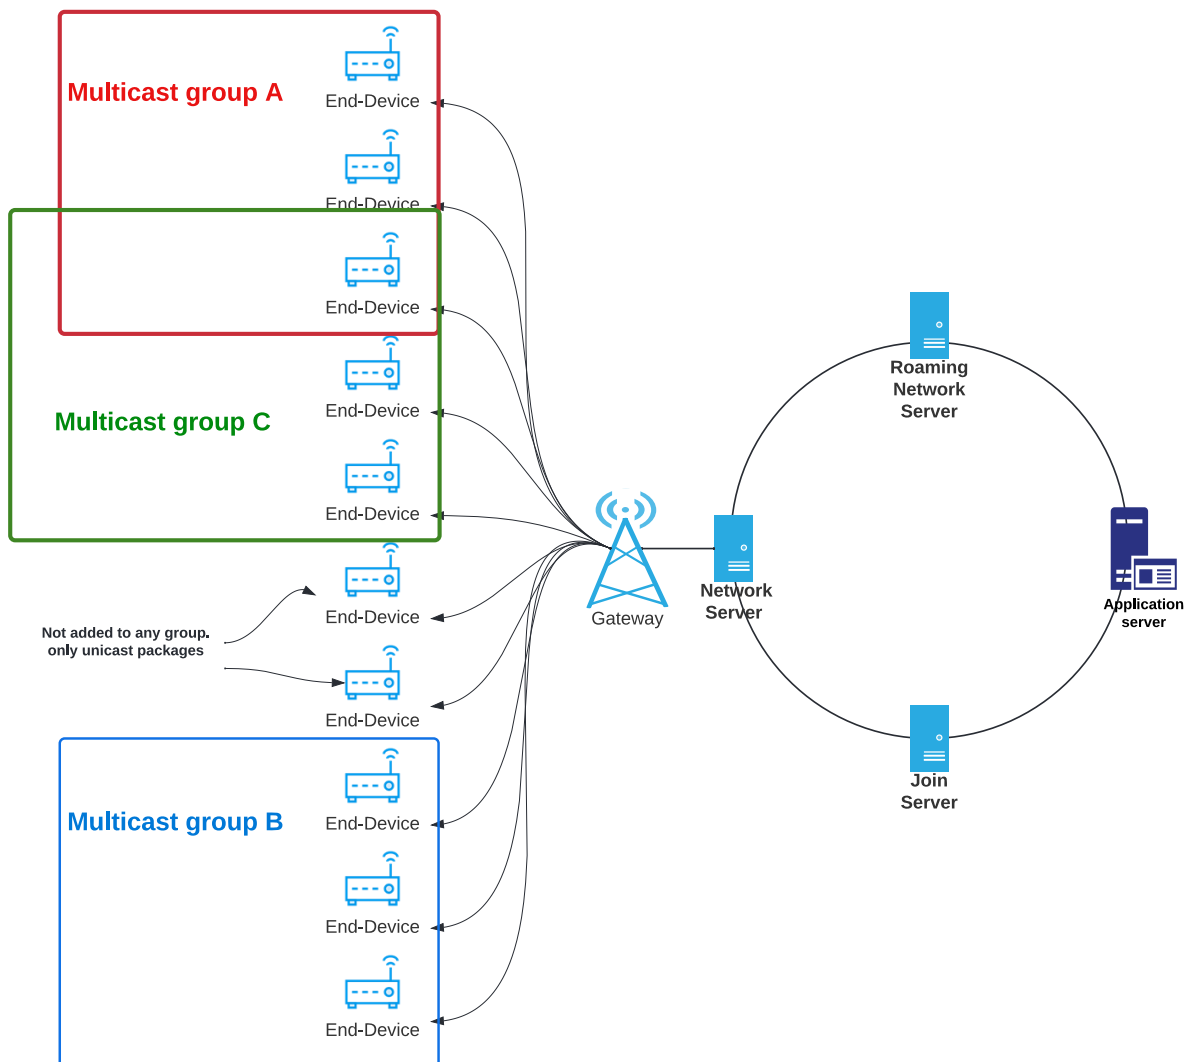 Multicast group A
End-Device
End-Device
End-Device
End-Device
Multicast group C
End-Device
End-Device
Not added to any group.
only unicast packages
End-Device
Multicast group B
End-Device
End-Device
End-Device
Gateway
Network
Server
Roaming
Network
Server
Join
Server
Application
server